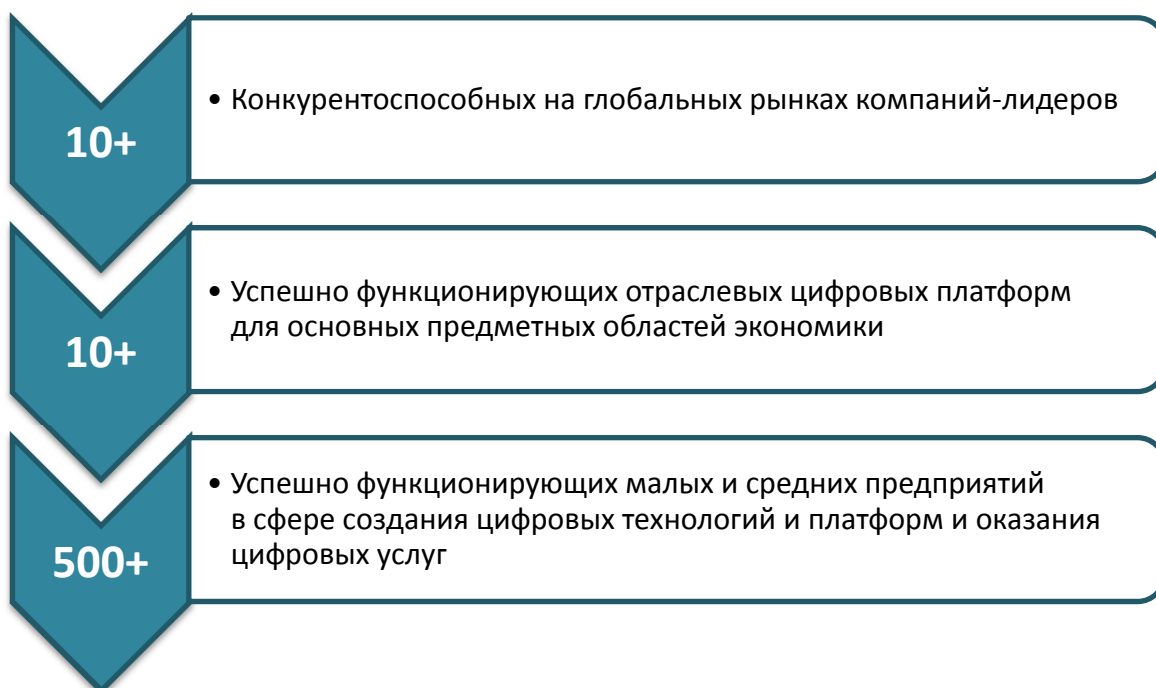 10+
• Конкурентоспособных на глобальных рынках компаний-лидеров
10+
• Успешно функционирующих отраслевых цифровых платформ
для основных предметных областей экономики
500+
• Успешно функционирующих малых и средних предприятий
в сфере создания цифровых технологий и платформ и оказания
цифровых услуг